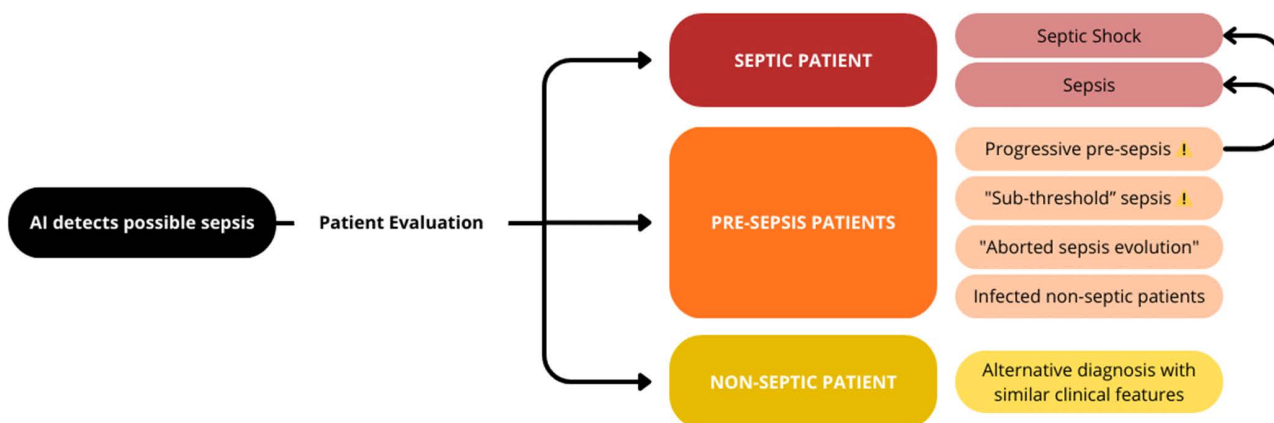 AI detects possible sepsis
Patient Evaluation
SEPTIC PATIENT
Septic Shock
Sepsis
PRE-SEPSIS PATIENTS
Progressive pre-sepsis ⚠
"Sub-threshold” sepsis ⚠
"Aborted sepsis evolution"
Infected non-septic patients
NON-SEPTIC PATIENT
Alternative diagnosis with
similar clinical features